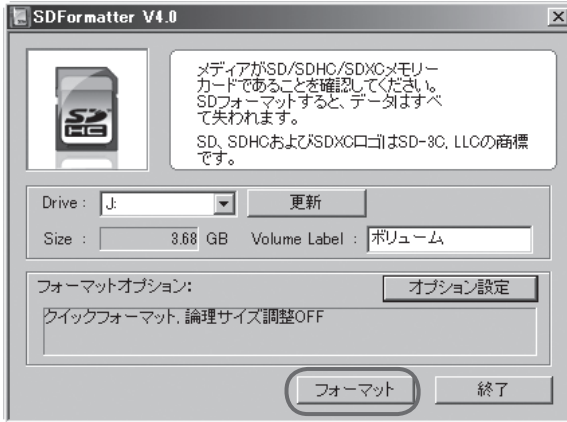 SDFormatter V4.0
メディアがSD/SDHC/SDXCメモリー
カードであることを確認してください。
SDフォーマットすると、データはすべ
て失われます。
SD、SDHCおよびSDXCロゴはSD-3C, LLCの商標
です。
SD
HC
Drive : J: 更新
Size : 3.68 GB Volume Label : ボリューム
フォーマットオプション: オプション設定
クイックフォーマット, 論理サイズ調整OFF
フォーマット 終了